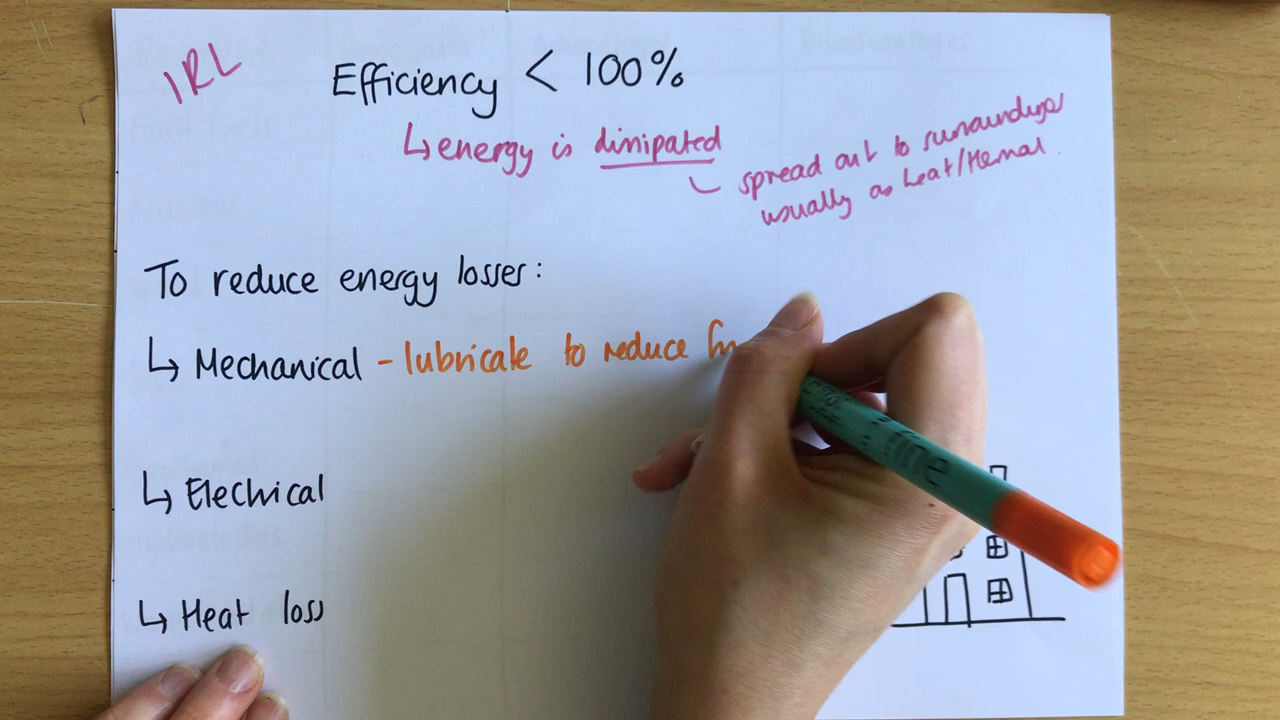 IRL
Efficiency < 100%
↳ energy is dissipated
spread out to surroundings
usually as heat/thermal.
To reduce energy losses:
↳ Mechanical - lubricate to reduce
↳ Electrical
↳ Heat loss